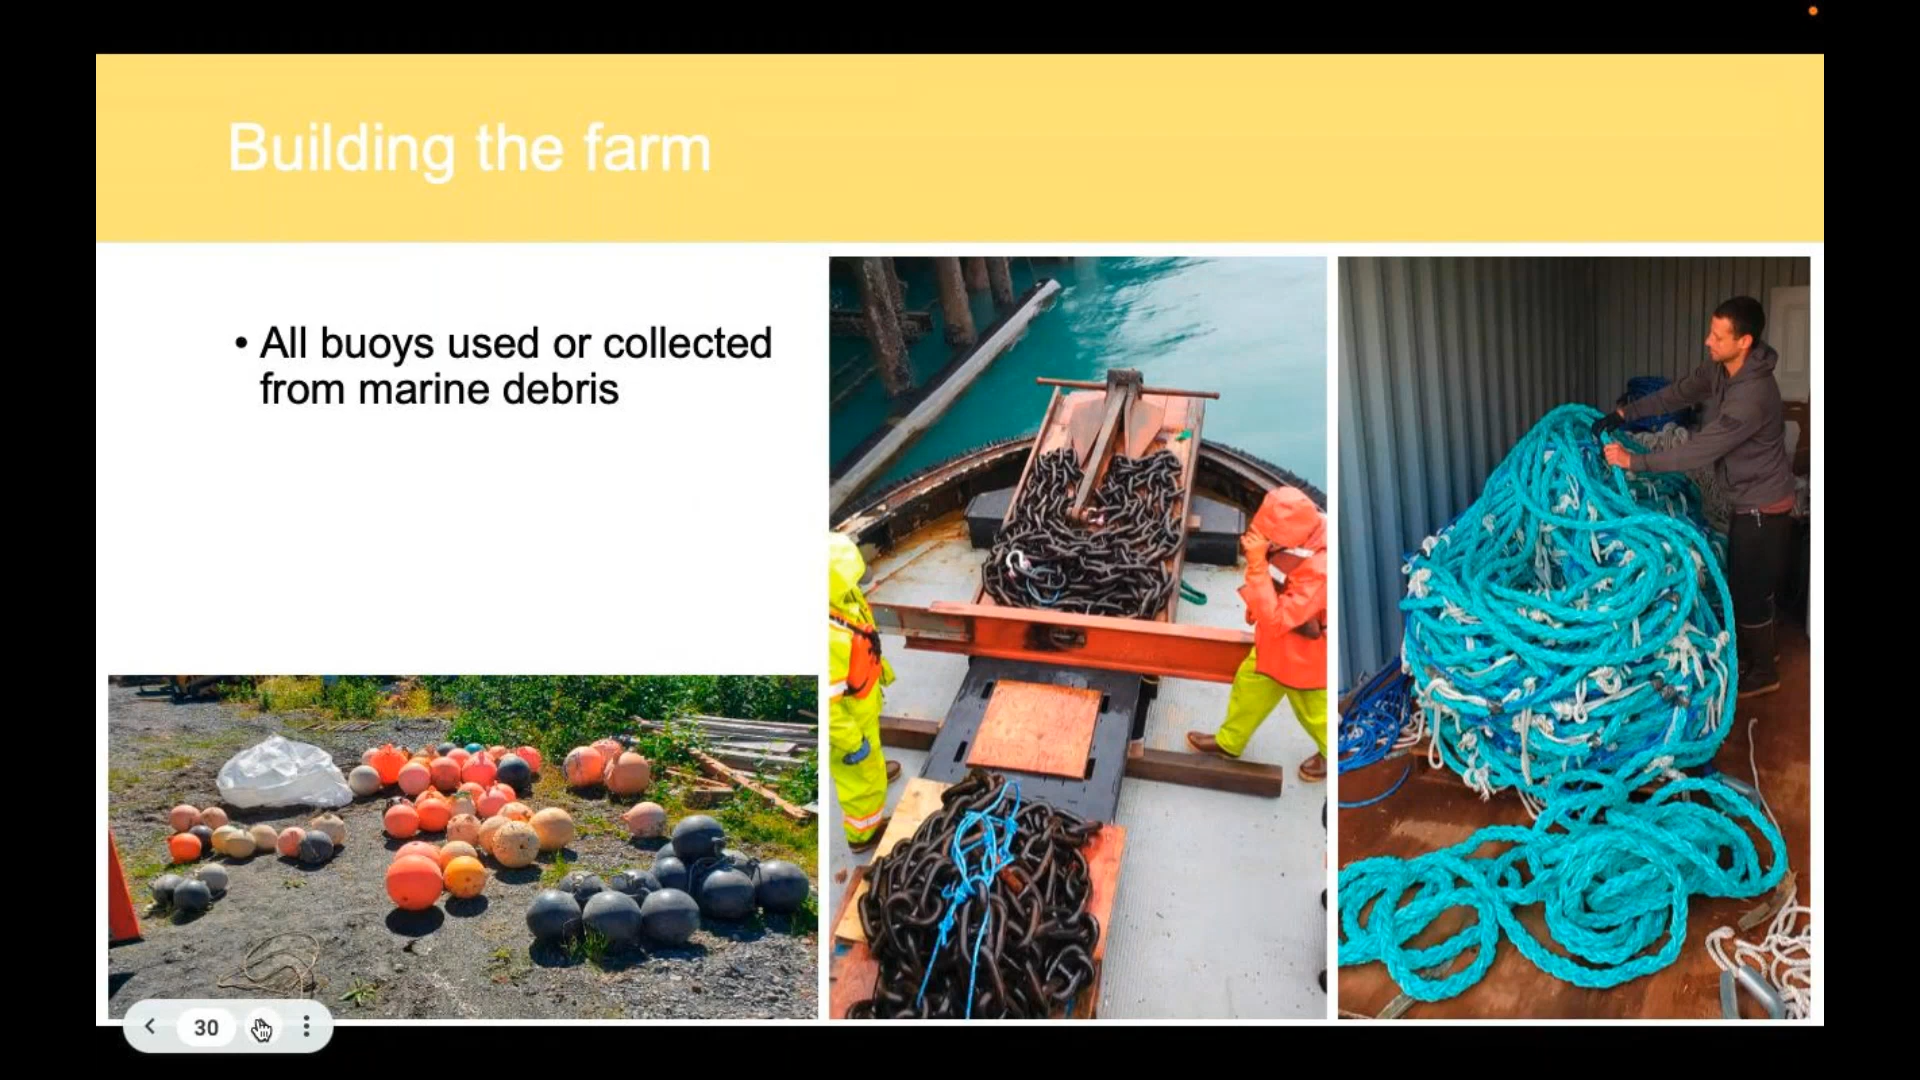 Building the farm
• All buoys used or collected
from marine debris
30